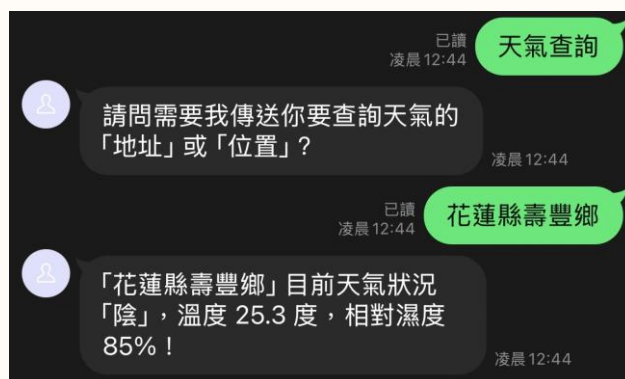 已讀
凌晨12:44
天氣查詢
請問需要我傳送你要查詢天氣的
「地址」或「位置」?
凌晨12:44
已讀
凌晨12:44
花蓮縣壽豐鄉
「花蓮縣壽豐鄉」目前天氣狀況
「陰」，溫度 25.3 度，相對濕度
85%！
凌晨12:44